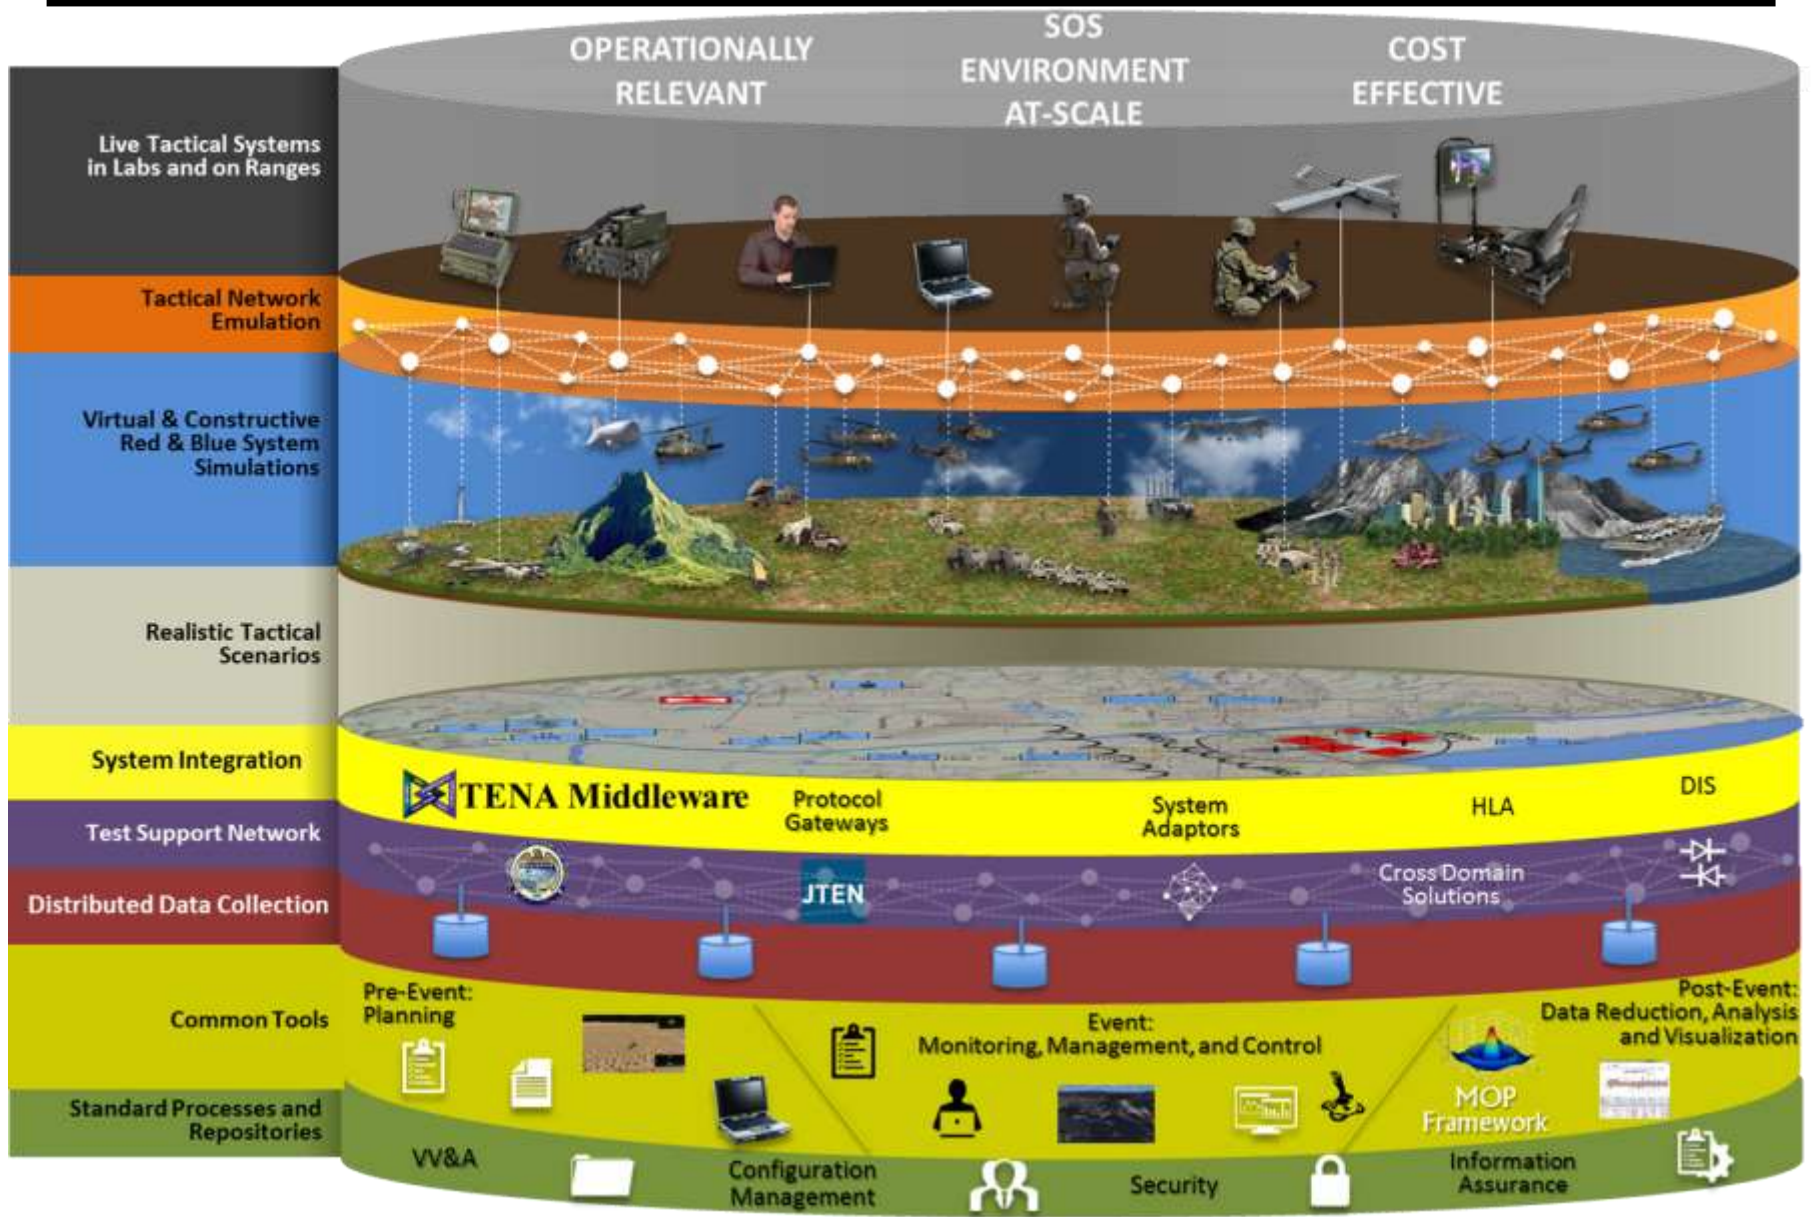 OPERATIONALLY
RELEVANT
SOS
ENVIRONMENT
AT-SCALE
COST
EFFECTIVE
Live Tactical Systems
in Labs and on Ranges
Tactical Network
Emulation
Virtual & Constructive
Red & Blue System
Simulations
Realistic Tactical
Scenarios
System Integration
TENA Middleware
Protocol
Gateways
System
Adaptors
HLA
DIS
Test Support Network
JTEN
Cross Domain
Solutions
Distributed Data Collection
Common Tools
Pre-Event:
Planning
Event:
Monitoring, Management, and Control
Post-Event:
Data Reduction, Analysis
and Visualization
MOP
Framework
Standard Processes and
Repositories
VV&A
Configuration
Management
Security
Information
Assurance